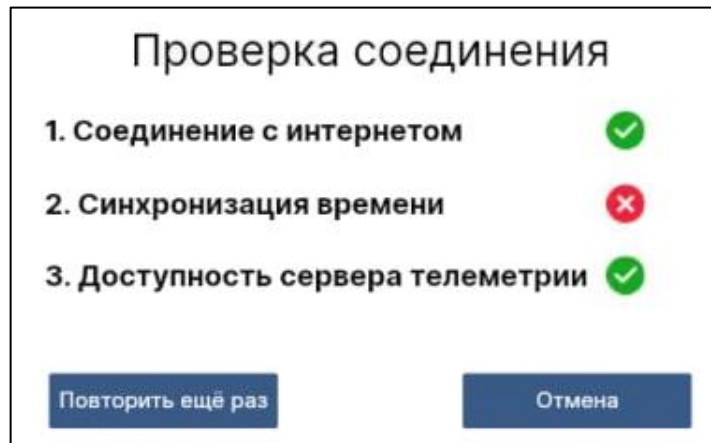 Проверка соединения
1. Соединение с интернетом
2. Синхронизация времени
3. Доступность сервера телеметрии
Повторить ещё раз
Отмена